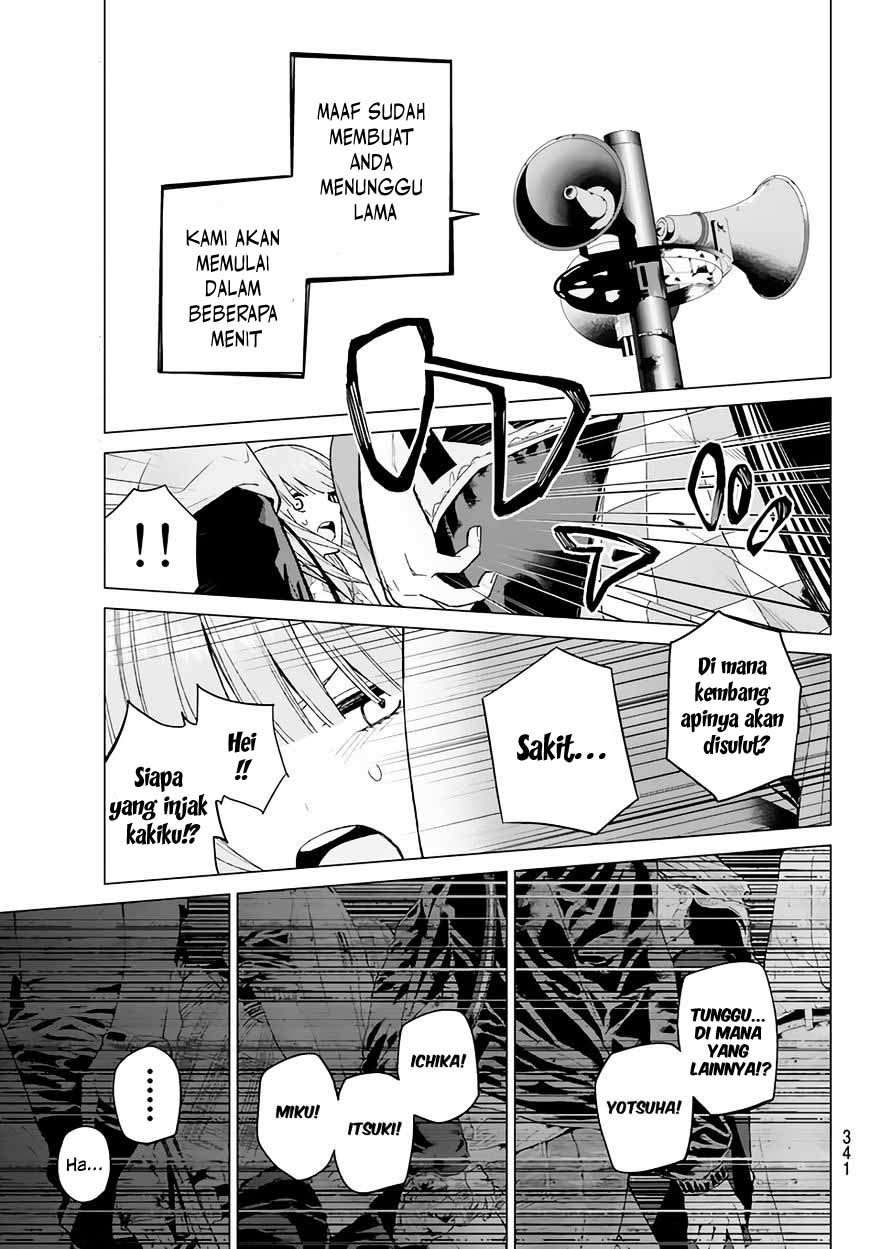 MAAF SUDAH
MEMBUAT
ANDA
MENUNGGU
LAMA
KAMI AKAN
MEMULAI
DALAM
BEBERAPA
MENIT
!!
Di mana
kembang
apinya akan
disulut?
Sakit...
Hei
!!
Siapa
yang injak
kakiku!?
TUNGGU...
DI MANA
YANG
LAINNYA!?
YOTSUHA!
ICHIKA!
ITSUKI!
MIKU!
......
Ha...
341